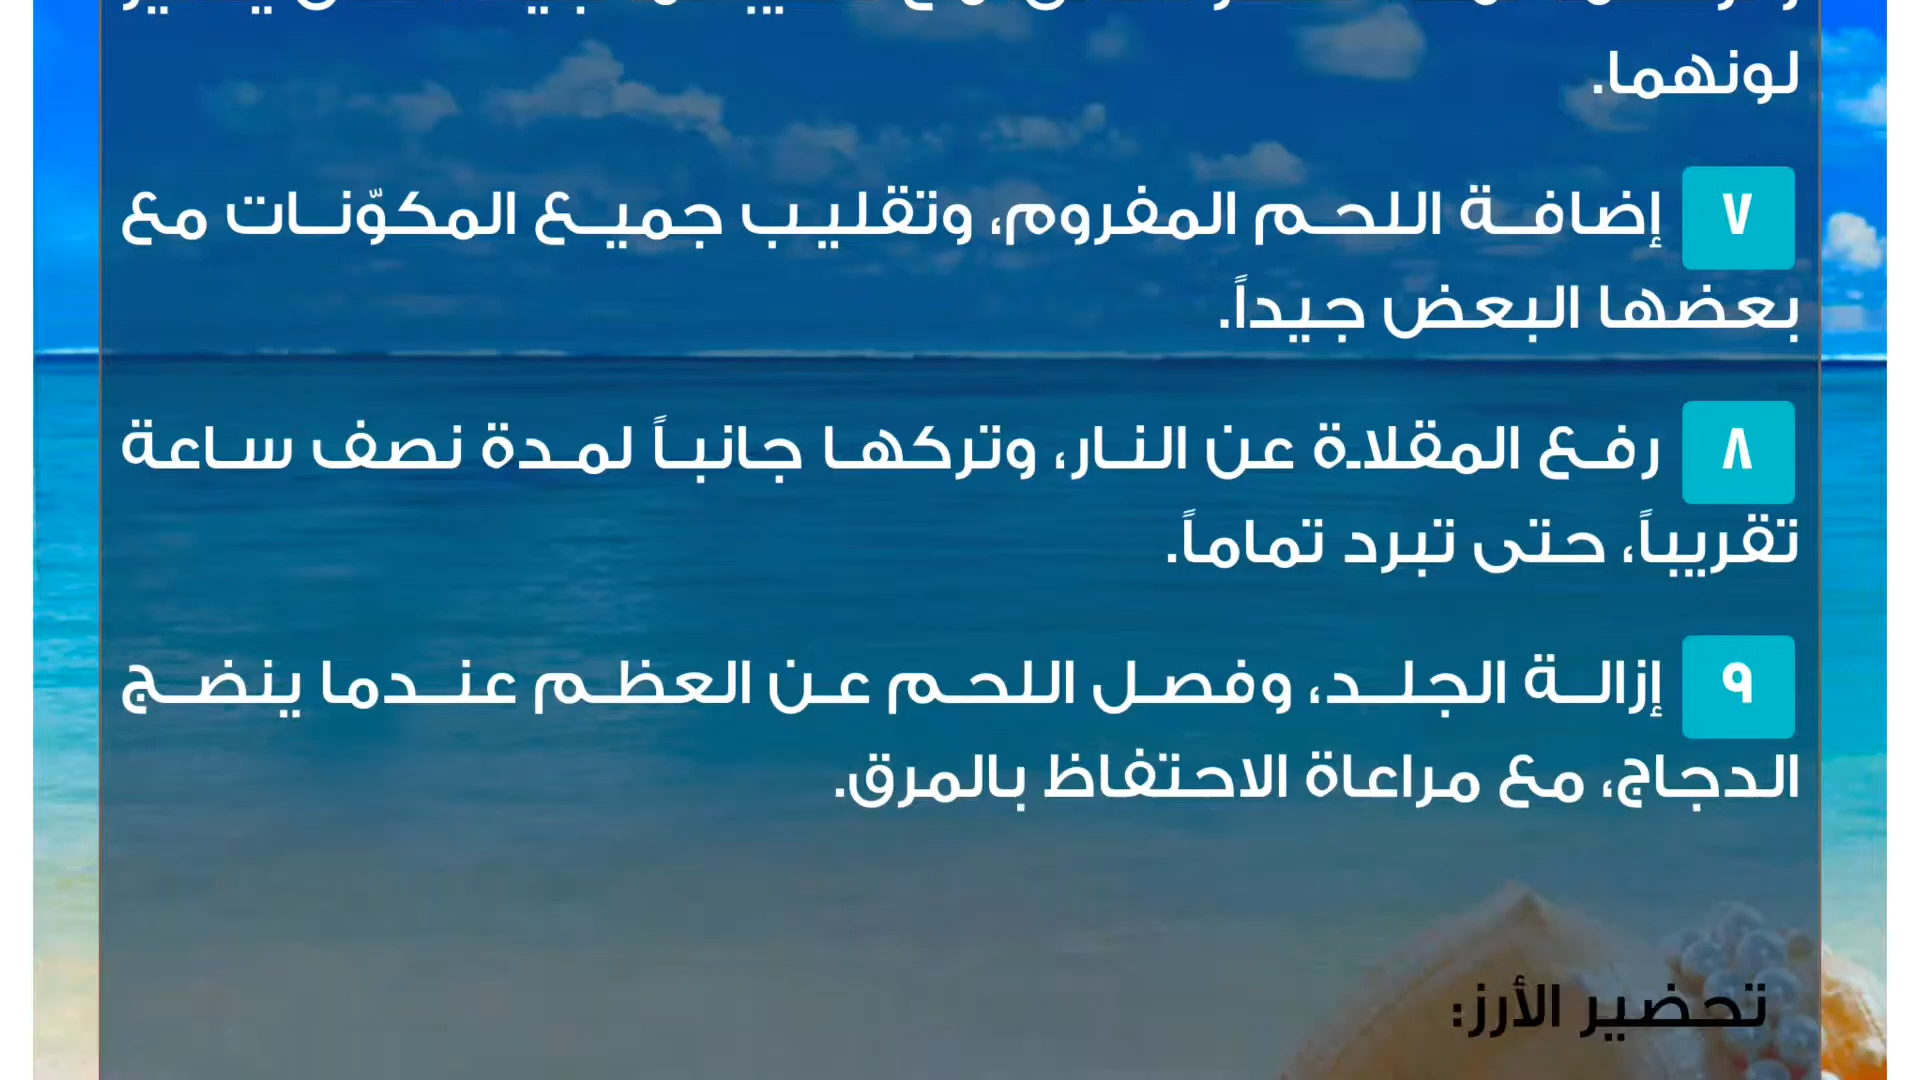 لونهما.
٧ إضافة اللحم المفروم، وتقليب جميع المكوّنات مع
بعضها البعض جيداً.
٨ رفع المقلاة عن النار، وتركها جانباً لمدة نصف ساعة
تقريباً، حتى تبرد تماماً.
٩ إزالة الجلد، وفصل اللحم عن العظم عندما ينضج
الدجاج، مع مراعاة الاحتفاظ بالمرق.
تحضير الأرز: